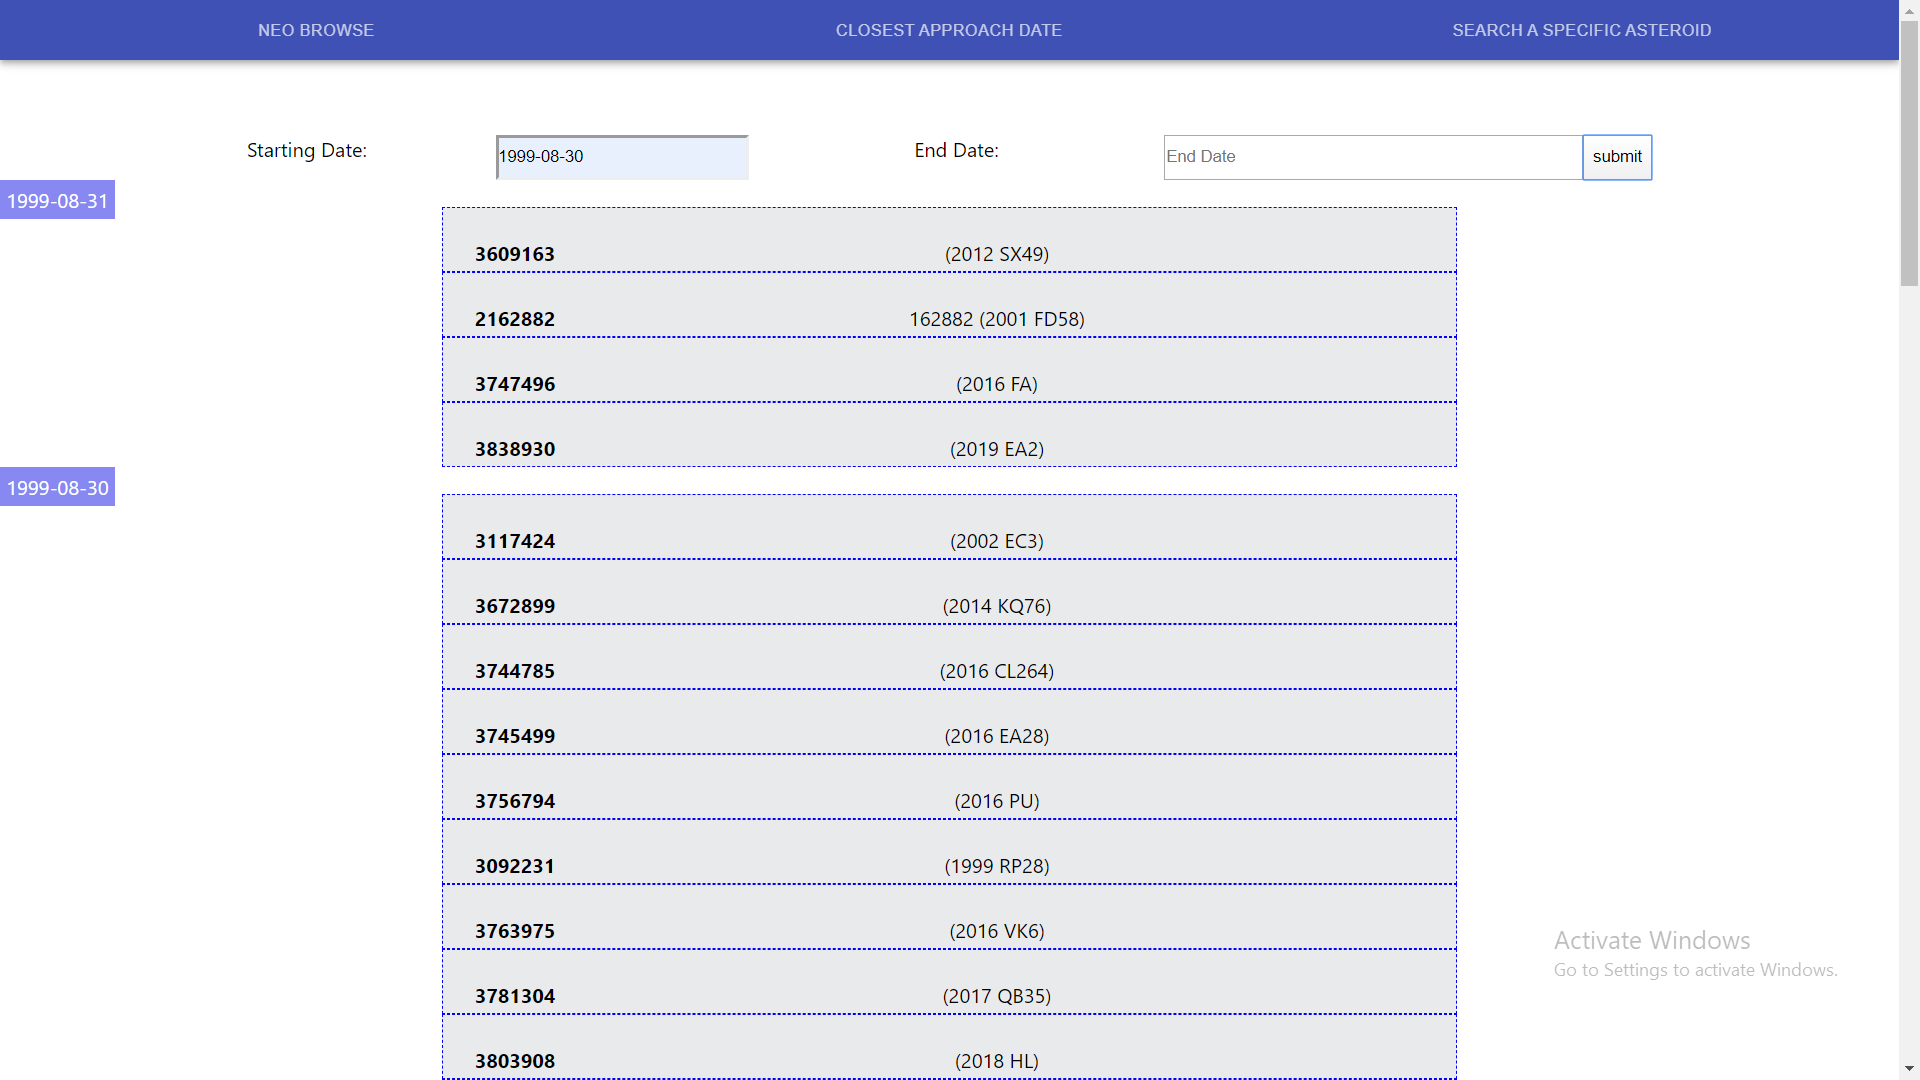 NEO BROWSE CLOSEST APPROACH DATE SEARCH A SPECIFIC ASTEROID
Starting Date: 1999-08-30 End Date: End Date submit
1999-08-31
3609163 (2012 SX49)
2162882 162882 (2001 FD58)
3747496 (2016 FA)
3838930 (2019 EA2)
1999-08-30
3117424 (2002 EC3)
3672899 (2014 KQ76)
3744785 (2016 CL264)
3745499 (2016 EA28)
3756794 (2016 PU)
3092231 (1999 RP28)
3763975 (2016 VK6)
3781304 (2017 QB35)
3803908 (2018 HL)
Activate Windows
Go to Settings to activate Windows.